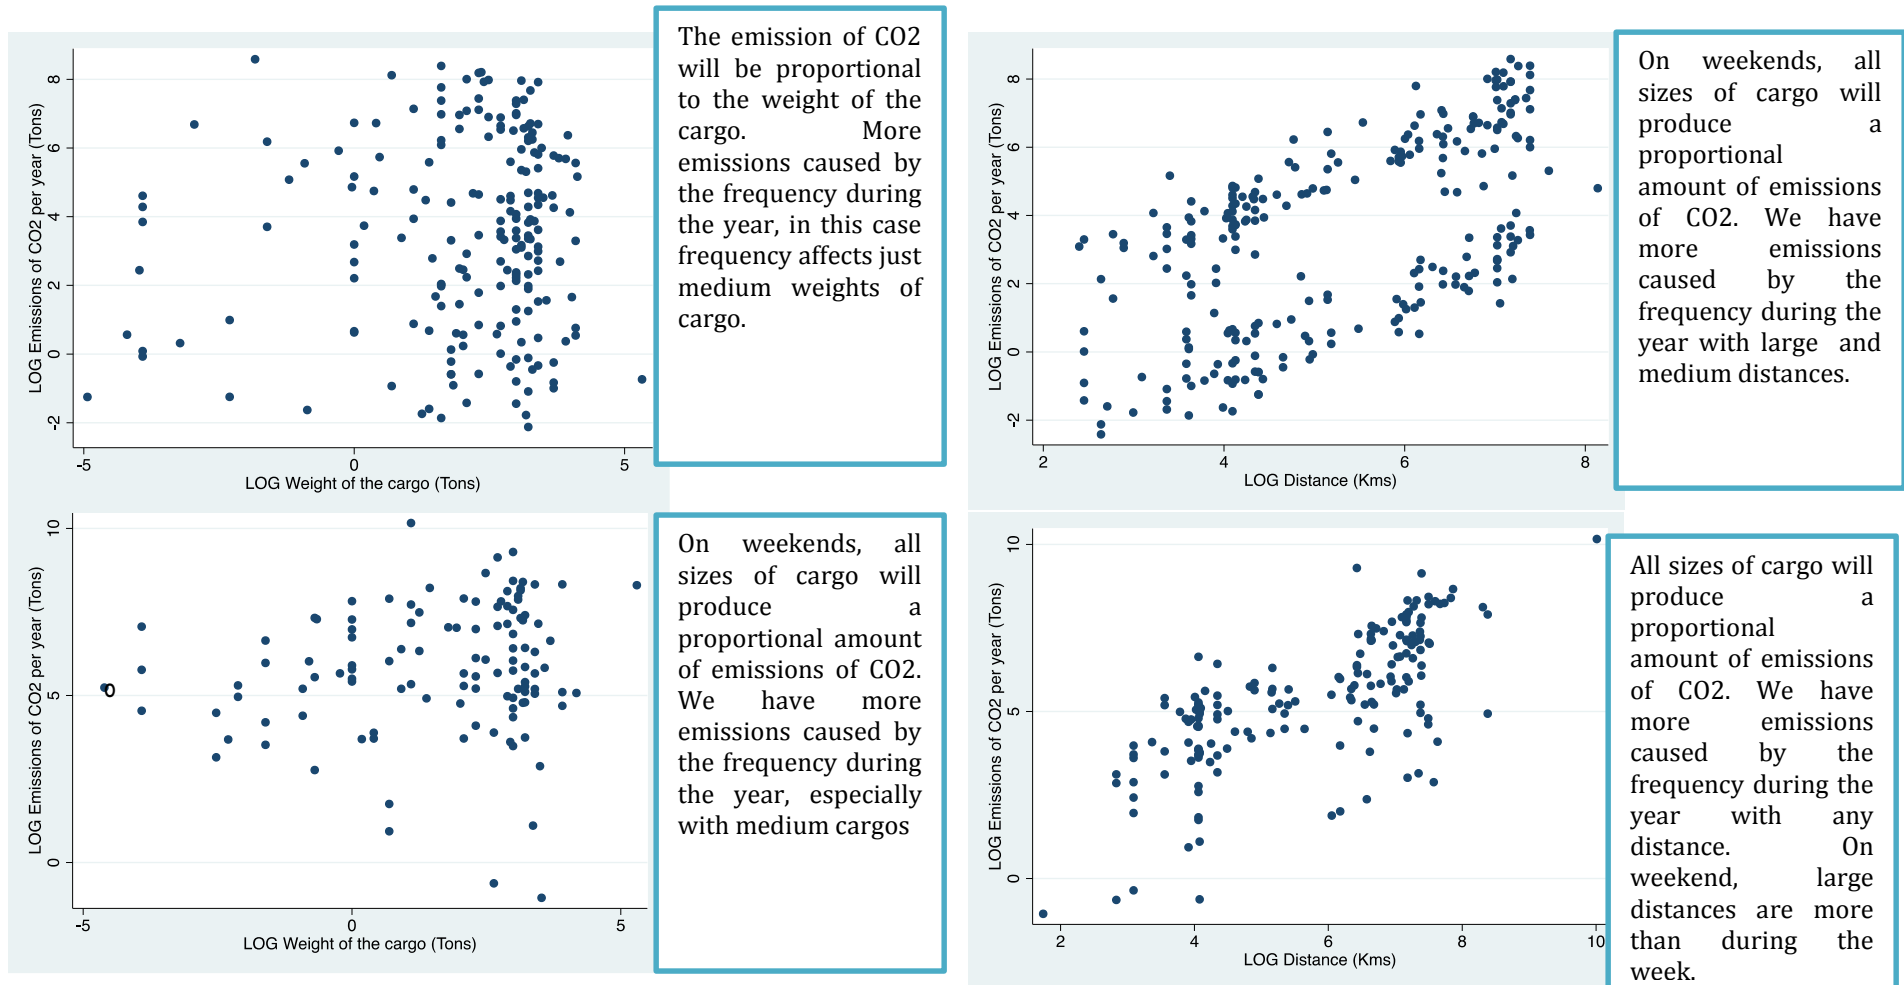 LOG Emissions of CO2 per year (Tons)
8
6
4
2
0
-2
-5
0
5
LOG Weight of the cargo (Tons)
The emission of CO2
will be proportional
to the weight of the
cargo. More
emissions caused by
the frequency during
the year, in this case
frequency affects just
medium weights of
cargo.
LOG Emissions of CO2 per year (Tons)
8
6
4
2
0
-2
2
4
6
8
LOG Distance (Kms)
On weekends, all
sizes of cargo will
produce a
proportional
amount of emissions
of CO2. We have
more emissions
caused by the
frequency during the
year with large and
medium distances.
LOG Emissions of CO2 per year (Tons)
10
5
0
-5
0
5
LOG Weight of the cargo (Tons)
On weekends, all
sizes of cargo will
produce a
proportional amount
of emissions of CO2.
We have more
emissions caused by
the frequency during
the year, especially
with medium cargos
LOG Emissions of CO2 per year (Tons)
10
5
0
2
4
6
8
10
LOG Distance (Kms)
All sizes of cargo will
produce a
proportional
amount of emissions
of CO2. We have
more emissions
caused by the
frequency during the
year with any
distance. On
weekend, large
distances are more
than during the
week.